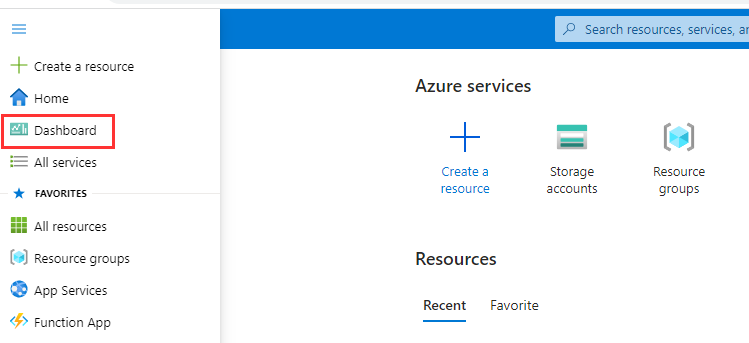 Create a resource
Home
Dashboard
All services
FAVORITES
All resources
Resource groups
App Services
Function App
Search resources, services, a
Azure services
Create a
resource
Storage
accounts
Resource
groups
Resources
Recent
Favorite